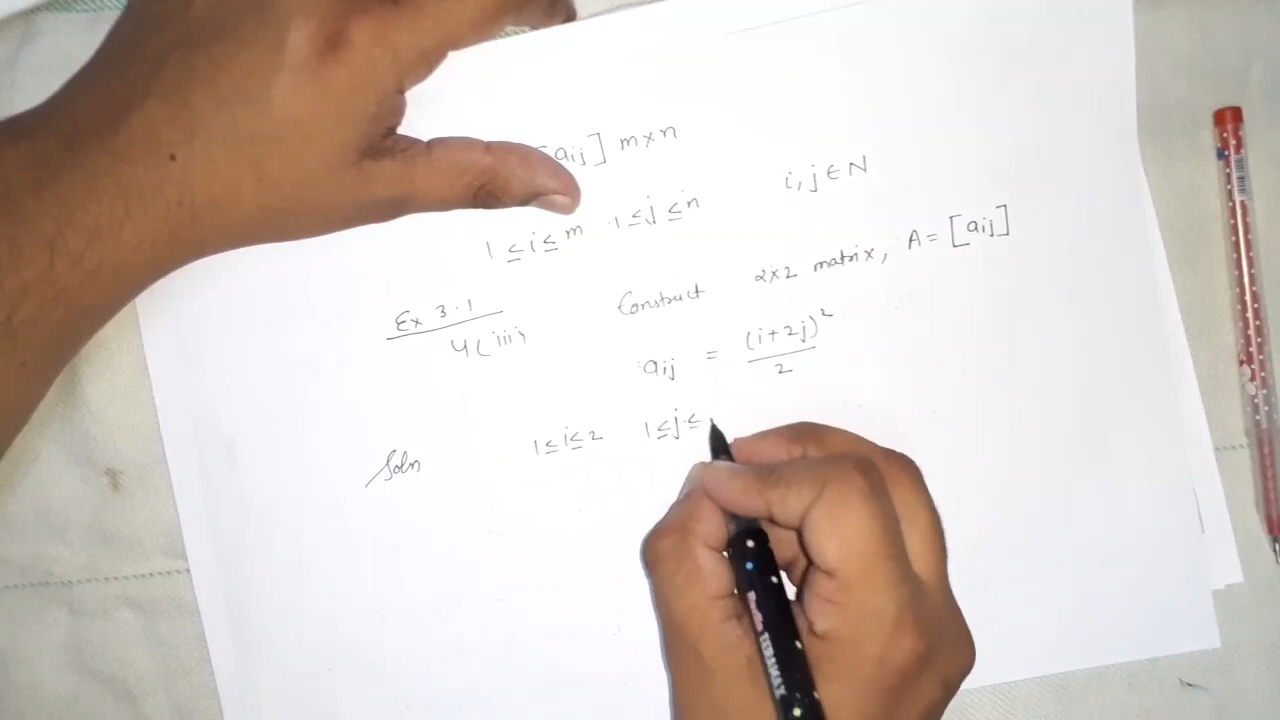 [aij] m×n
1 ≤ i ≤ m 1 ≤ j ≤ n i, j ∈ N
Ex 3.1 Construct 2×2 matrix, A = [aij]
4(iii)
aij = (i+2j)²/2
Soln 1 ≤ i ≤ 2 1 ≤ j ≤
TERAMAX